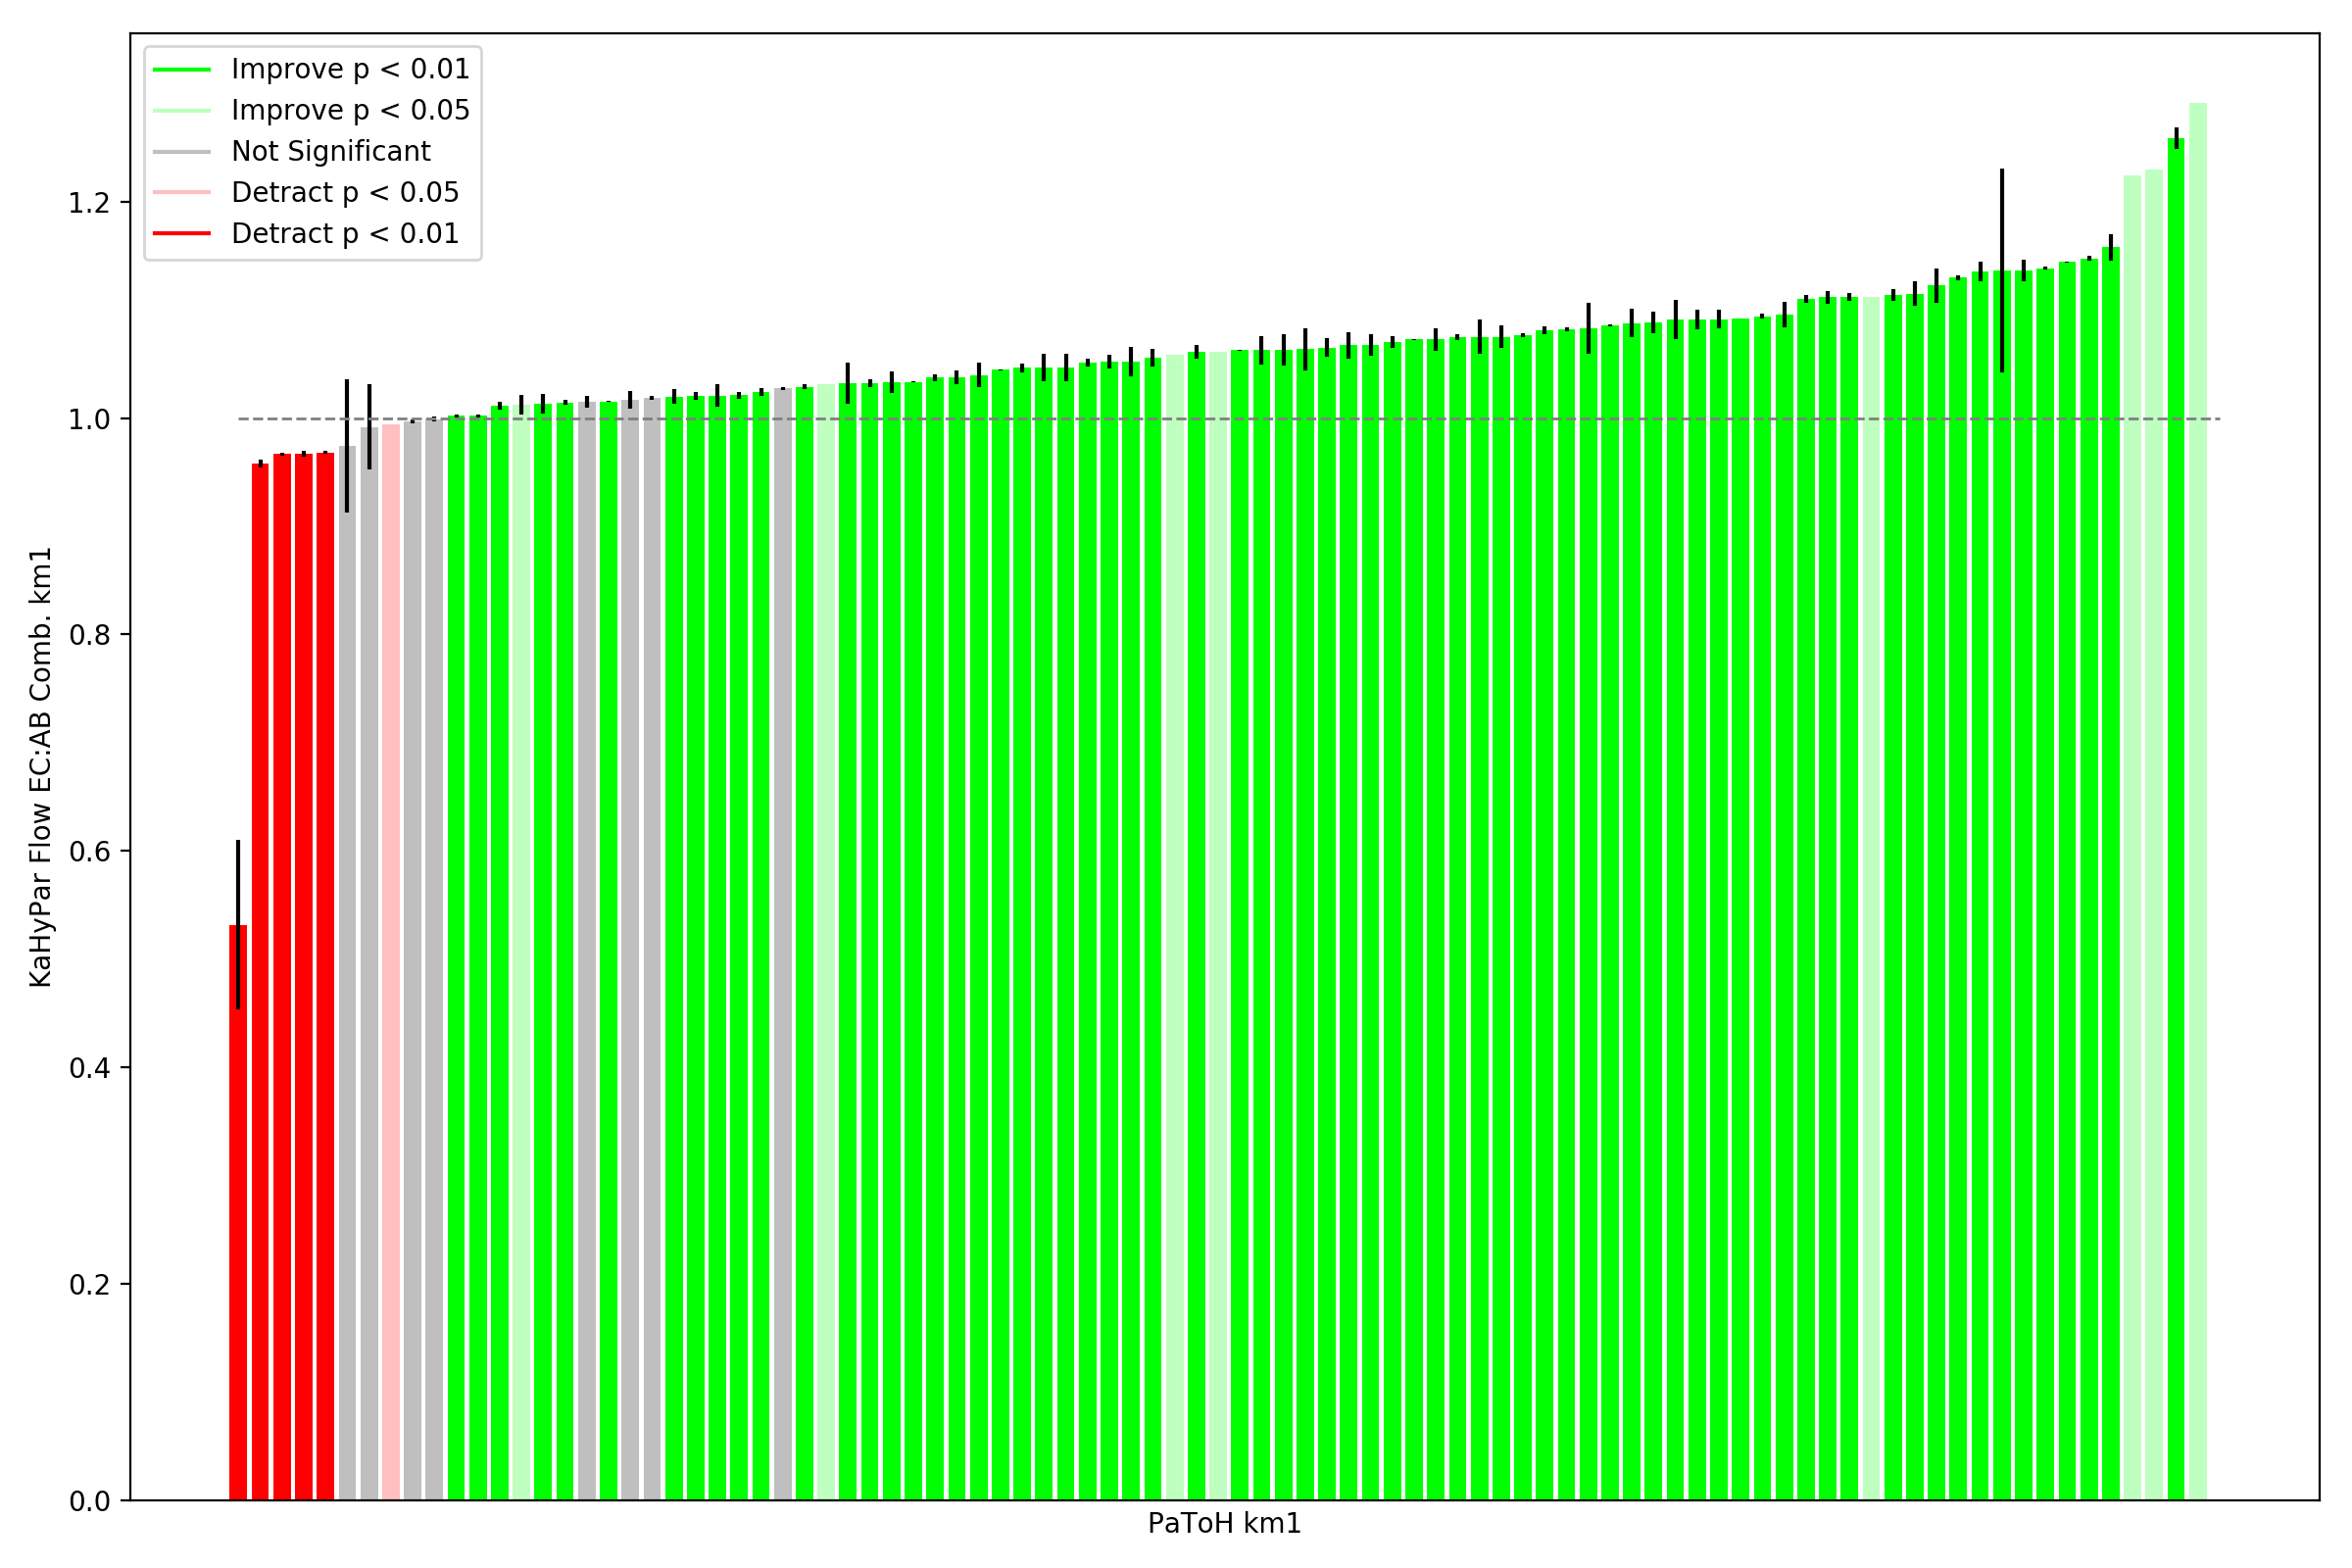 Improve p < 0.01
Improve p < 0.05
Not Significant
Detract p < 0.05
Detract p < 0.01
1.2
1.0
0.8
0.6
0.4
0.2
0.0
KaHyPar Flow EC:AB Comb. km1
PaToH km1